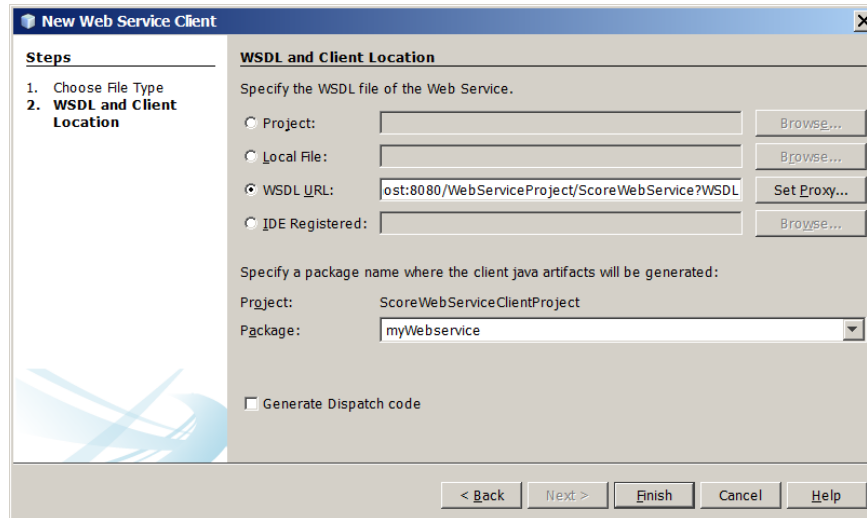 New Web Service Client
Steps
1. Choose File Type
2. WSDL and Client
Location
WSDL and Client Location
Specify the WSDL file of the Web Service.
Project:
Browse...
Local File:
Browse...
WSDL URL: ost:8080/WebServiceProject/ScoreWebService?WSDL Set Proxy...
IDE Registered:
Browse...
Specify a package name where the client java artifacts will be generated:
Project: ScoreWebServiceClientProject
Package: myWebservice
Generate Dispatch code
< Back Next > Finish Cancel Help